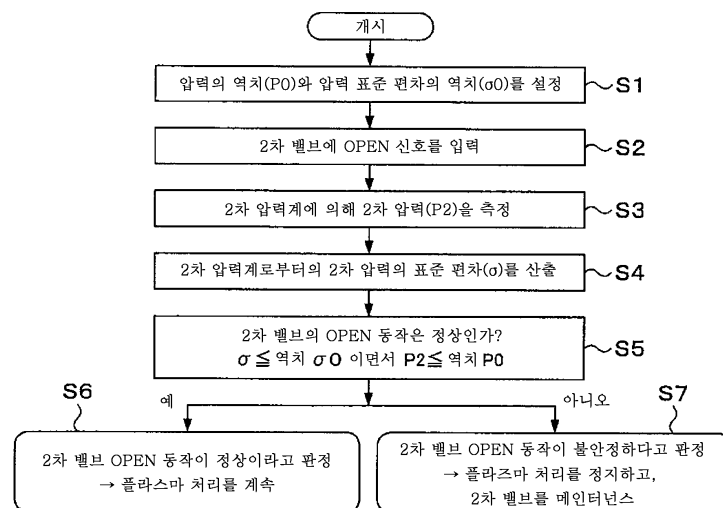 개시
압력의 역치(P0)와 압력 표준 편차의 역치(σ0)를 설정
S1
2차 밸브에 OPEN 신호를 입력
S2
2차 압력계에 의해 2차 압력(P2)을 측정
S3
2차 압력계로부터의 2차 압력의 표준 편차(σ)를 산출
S4
2차 밸브의 OPEN 동작은 정상인가?
σ ≦ 역치 σ0 이면서 P2 ≦ 역치 P0
S5
예
아니오
S6
2차 밸브 OPEN 동작이 정상이라고 판정
→ 플라스마 처리를 계속
S7
2차 밸브 OPEN 동작이 불안정하다고 판정
→ 플라즈마 처리를 정지하고,
2차 밸브를 메인터넌스